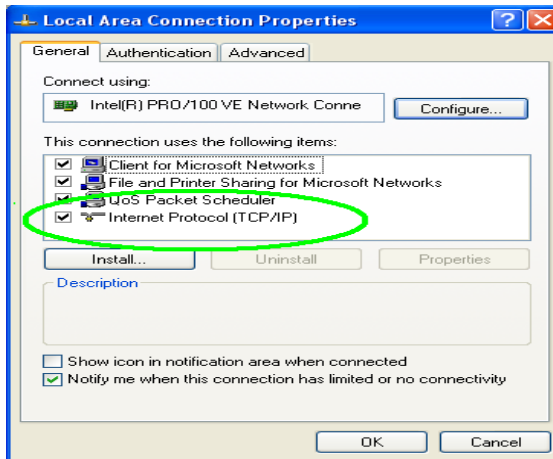 Local Area Connection Properties
General Authentication Advanced
Connect using:
Intel(R) PRO/100 VE Network Conne Configure...
This connection uses the following items:
Client for Microsoft Networks
File and Printer Sharing for Microsoft Networks
QoS Packet Scheduler
Internet Protocol (TCP/IP)
Install... Uninstall Properties
Description
Show icon in notification area when connected
Notify me when this connection has limited or no connectivity
OK Cancel